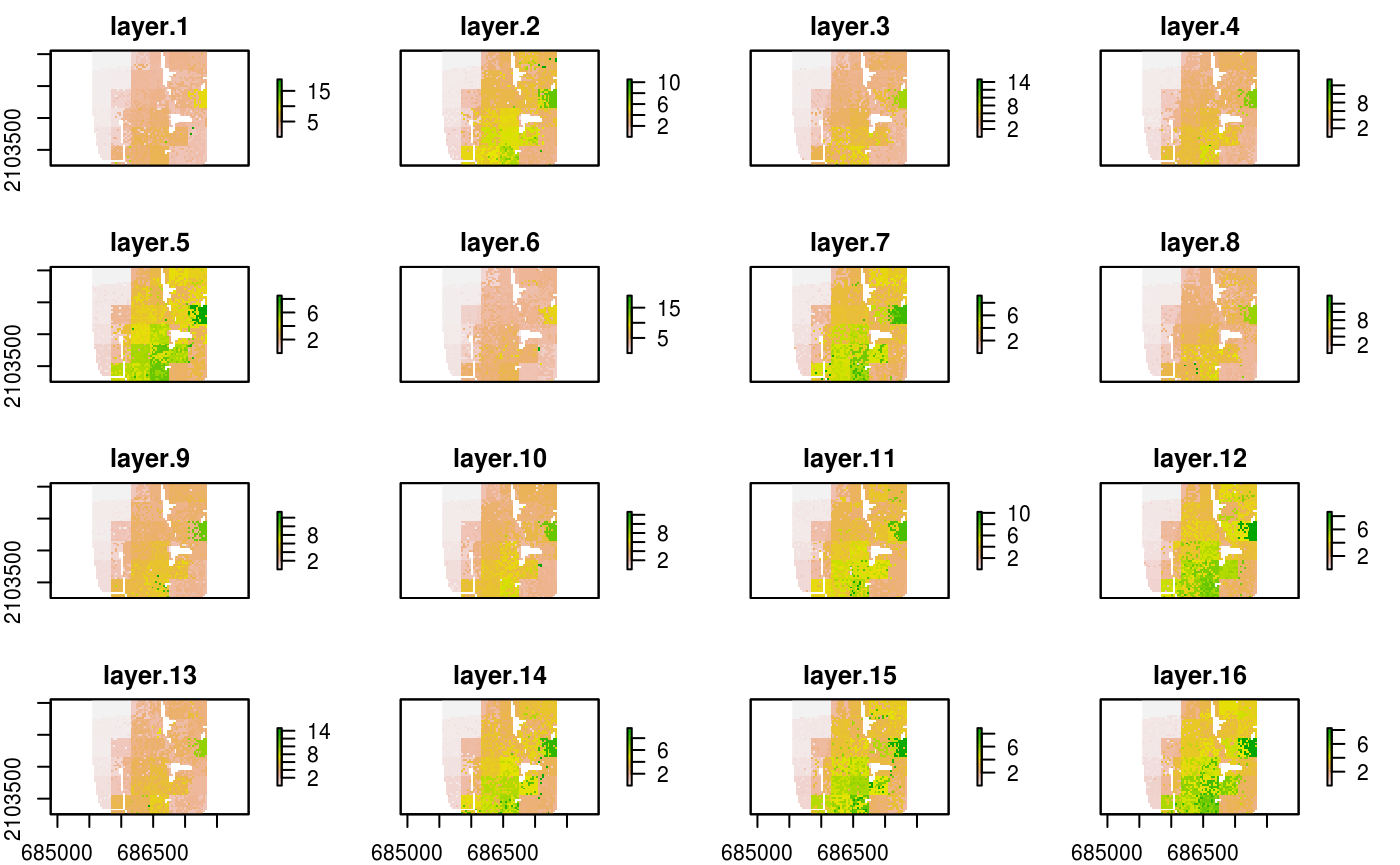 layer.1 layer.2 layer.3 layer.4
2103500 15 5 10 6 2 14 8 2 8 2
layer.5 layer.6 layer.7 layer.8
2103500 6 2 15 5 6 2 8 2
layer.9 layer.10 layer.11 layer.12
2103500 8 2 8 2 10 6 2 6 2
layer.13 layer.14 layer.15 layer.16
2103500 14 8 2 6 2 6 2 6 2
685000 686500 685000 686500 685000 686500 685000 686500